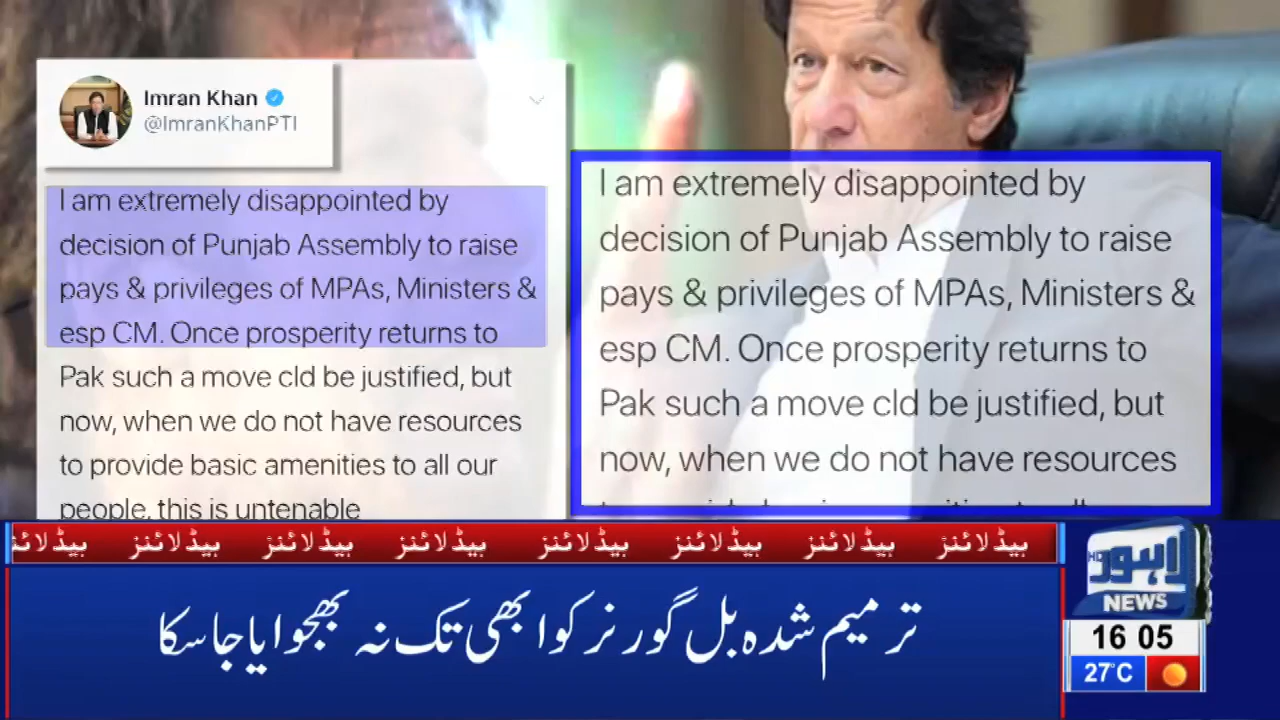 Imran Khan
@ImranKhanPTI
I am extremely disappointed by
decision of Punjab Assembly to raise
pays & privileges of MPAs, Ministers &
esp CM. Once prosperity returns to
Pak such a move cld be justified, but
now, when we do not have resources
to provide basic amenities to all our
people, this is untenable
I am extremely disappointed by
decision of Punjab Assembly to raise
pays & privileges of MPAs, Ministers &
esp CM. Once prosperity returns to
Pak such a move cld be justified, but
now, when we do not have resources
ہیڈلائنز ہیڈلائنز ہیڈلائنز ہیڈلائنز ہیڈلائنز ہیڈلائنز ہیڈلائنز ہیڈلائنز
ترمیم شدہ بل گورنر کو ابھی تک نہ بھجوایا جاسکا
لاہور HD
NEWS
16 05
27°C